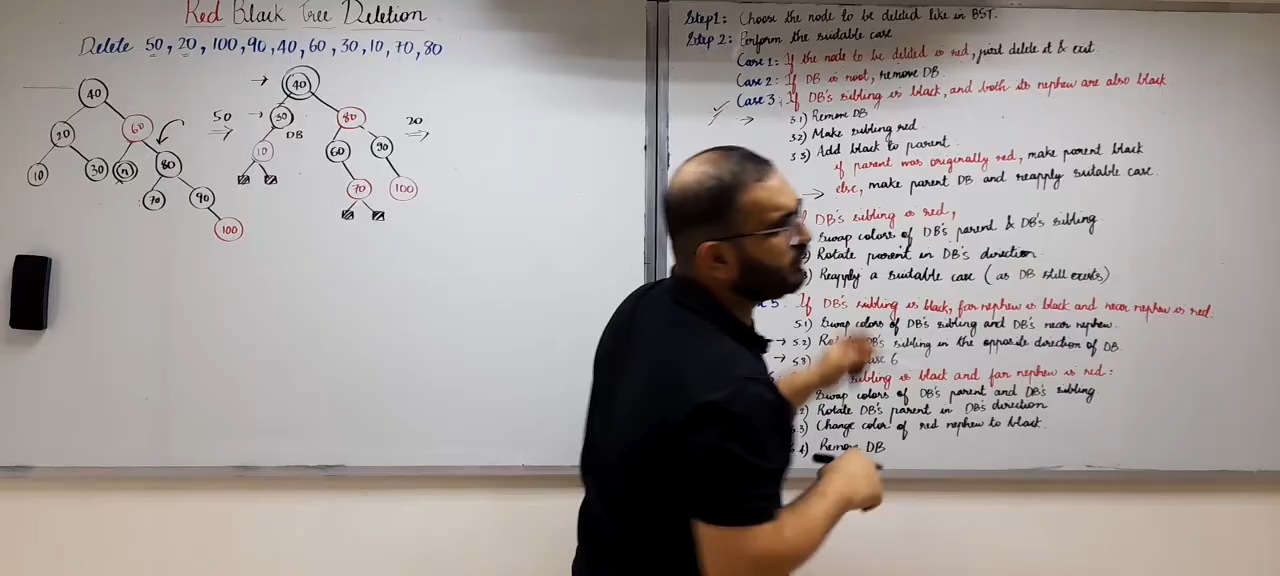 Red Black Tree Deletion
Delete 50, 20, 100, 90, 40, 60, 30, 10, 70, 80
40
20
60
10
30
n
80
70
90
100
50
40
30
DB
80
10
60
90
70
100
20
Step 1: Choose the node to be deleted like in BST.
Step 2: Perform the suitable case
Case 1: If the node to be deleted is red, just delete it & exit.
Case 2: If DB is root, remove DB.
Case 3: If DB's sibling is black, and both its nephew are also black.
3.1) Remove DB
3.2) Make sibling red.
3.3) Add black to parent.
if parent was originally red, make parent black
else, make parent DB and reapply suitable case.
If DB's sibling is red,
Swap colors of DB's parent & DB's sibling
2) Rotate parent in DB's direction
3) Reapply a suitable case (as DB still exists)
5: If DB's sibling is black, far nephew is black and near nephew is red.
5.1) Swap colors of DB's sibling and DB's near nephew.
5.2) DB's sibling in the opposite direction of DB
5.3) 6
sibling is black and far nephew is red:
Swap colors of DB's parent and DB's sibling
.2) Rotate DB's parent in DB's direction
.3) Change color of red nephew to black.
6.4) Remove DB